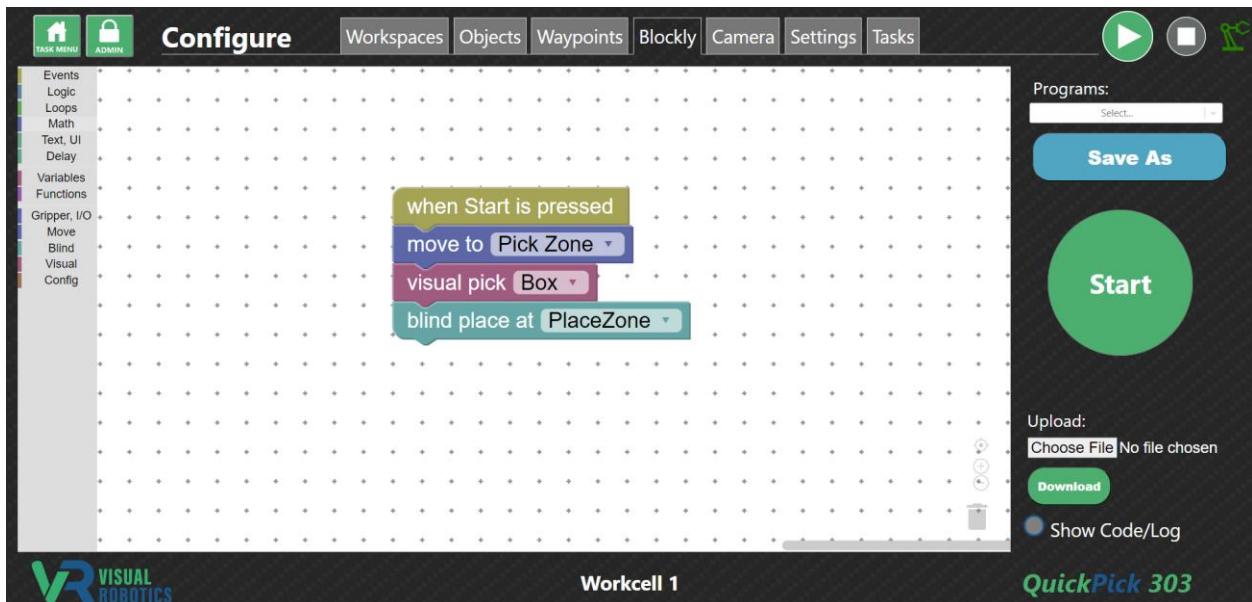 TASK MENU
ADMIN
Configure
Workspaces
Objects
Waypoints
Blockly
Camera
Settings
Tasks
Events
Logic
Loops
Math
Text, UI
Delay
Variables
Functions
Gripper, I/O
Move
Blind
Visual
Config
when Start is pressed
move to Pick Zone
visual pick Box
blind place at PlaceZone
Programs:
Select...
Save As
Start
Upload:
Choose File No file chosen
Download
Show Code/Log
VR VISUAL
ROBOTICS
Workcell 1
QuickPick 303